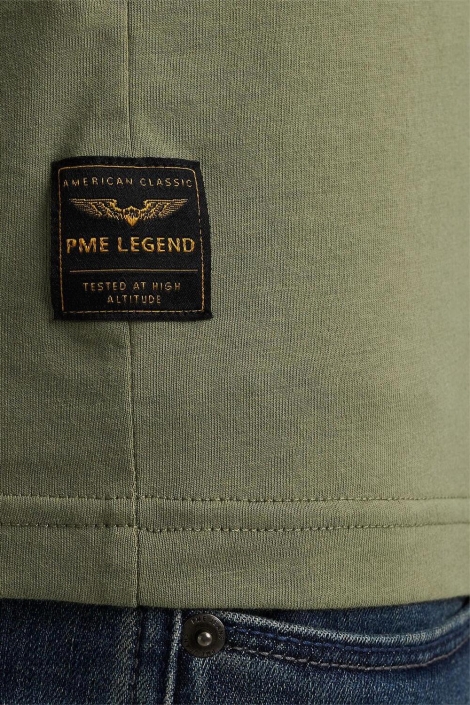 AMERICAN CLASSIC
PME LEGEND
TESTED AT HIGH
ALTITUDE